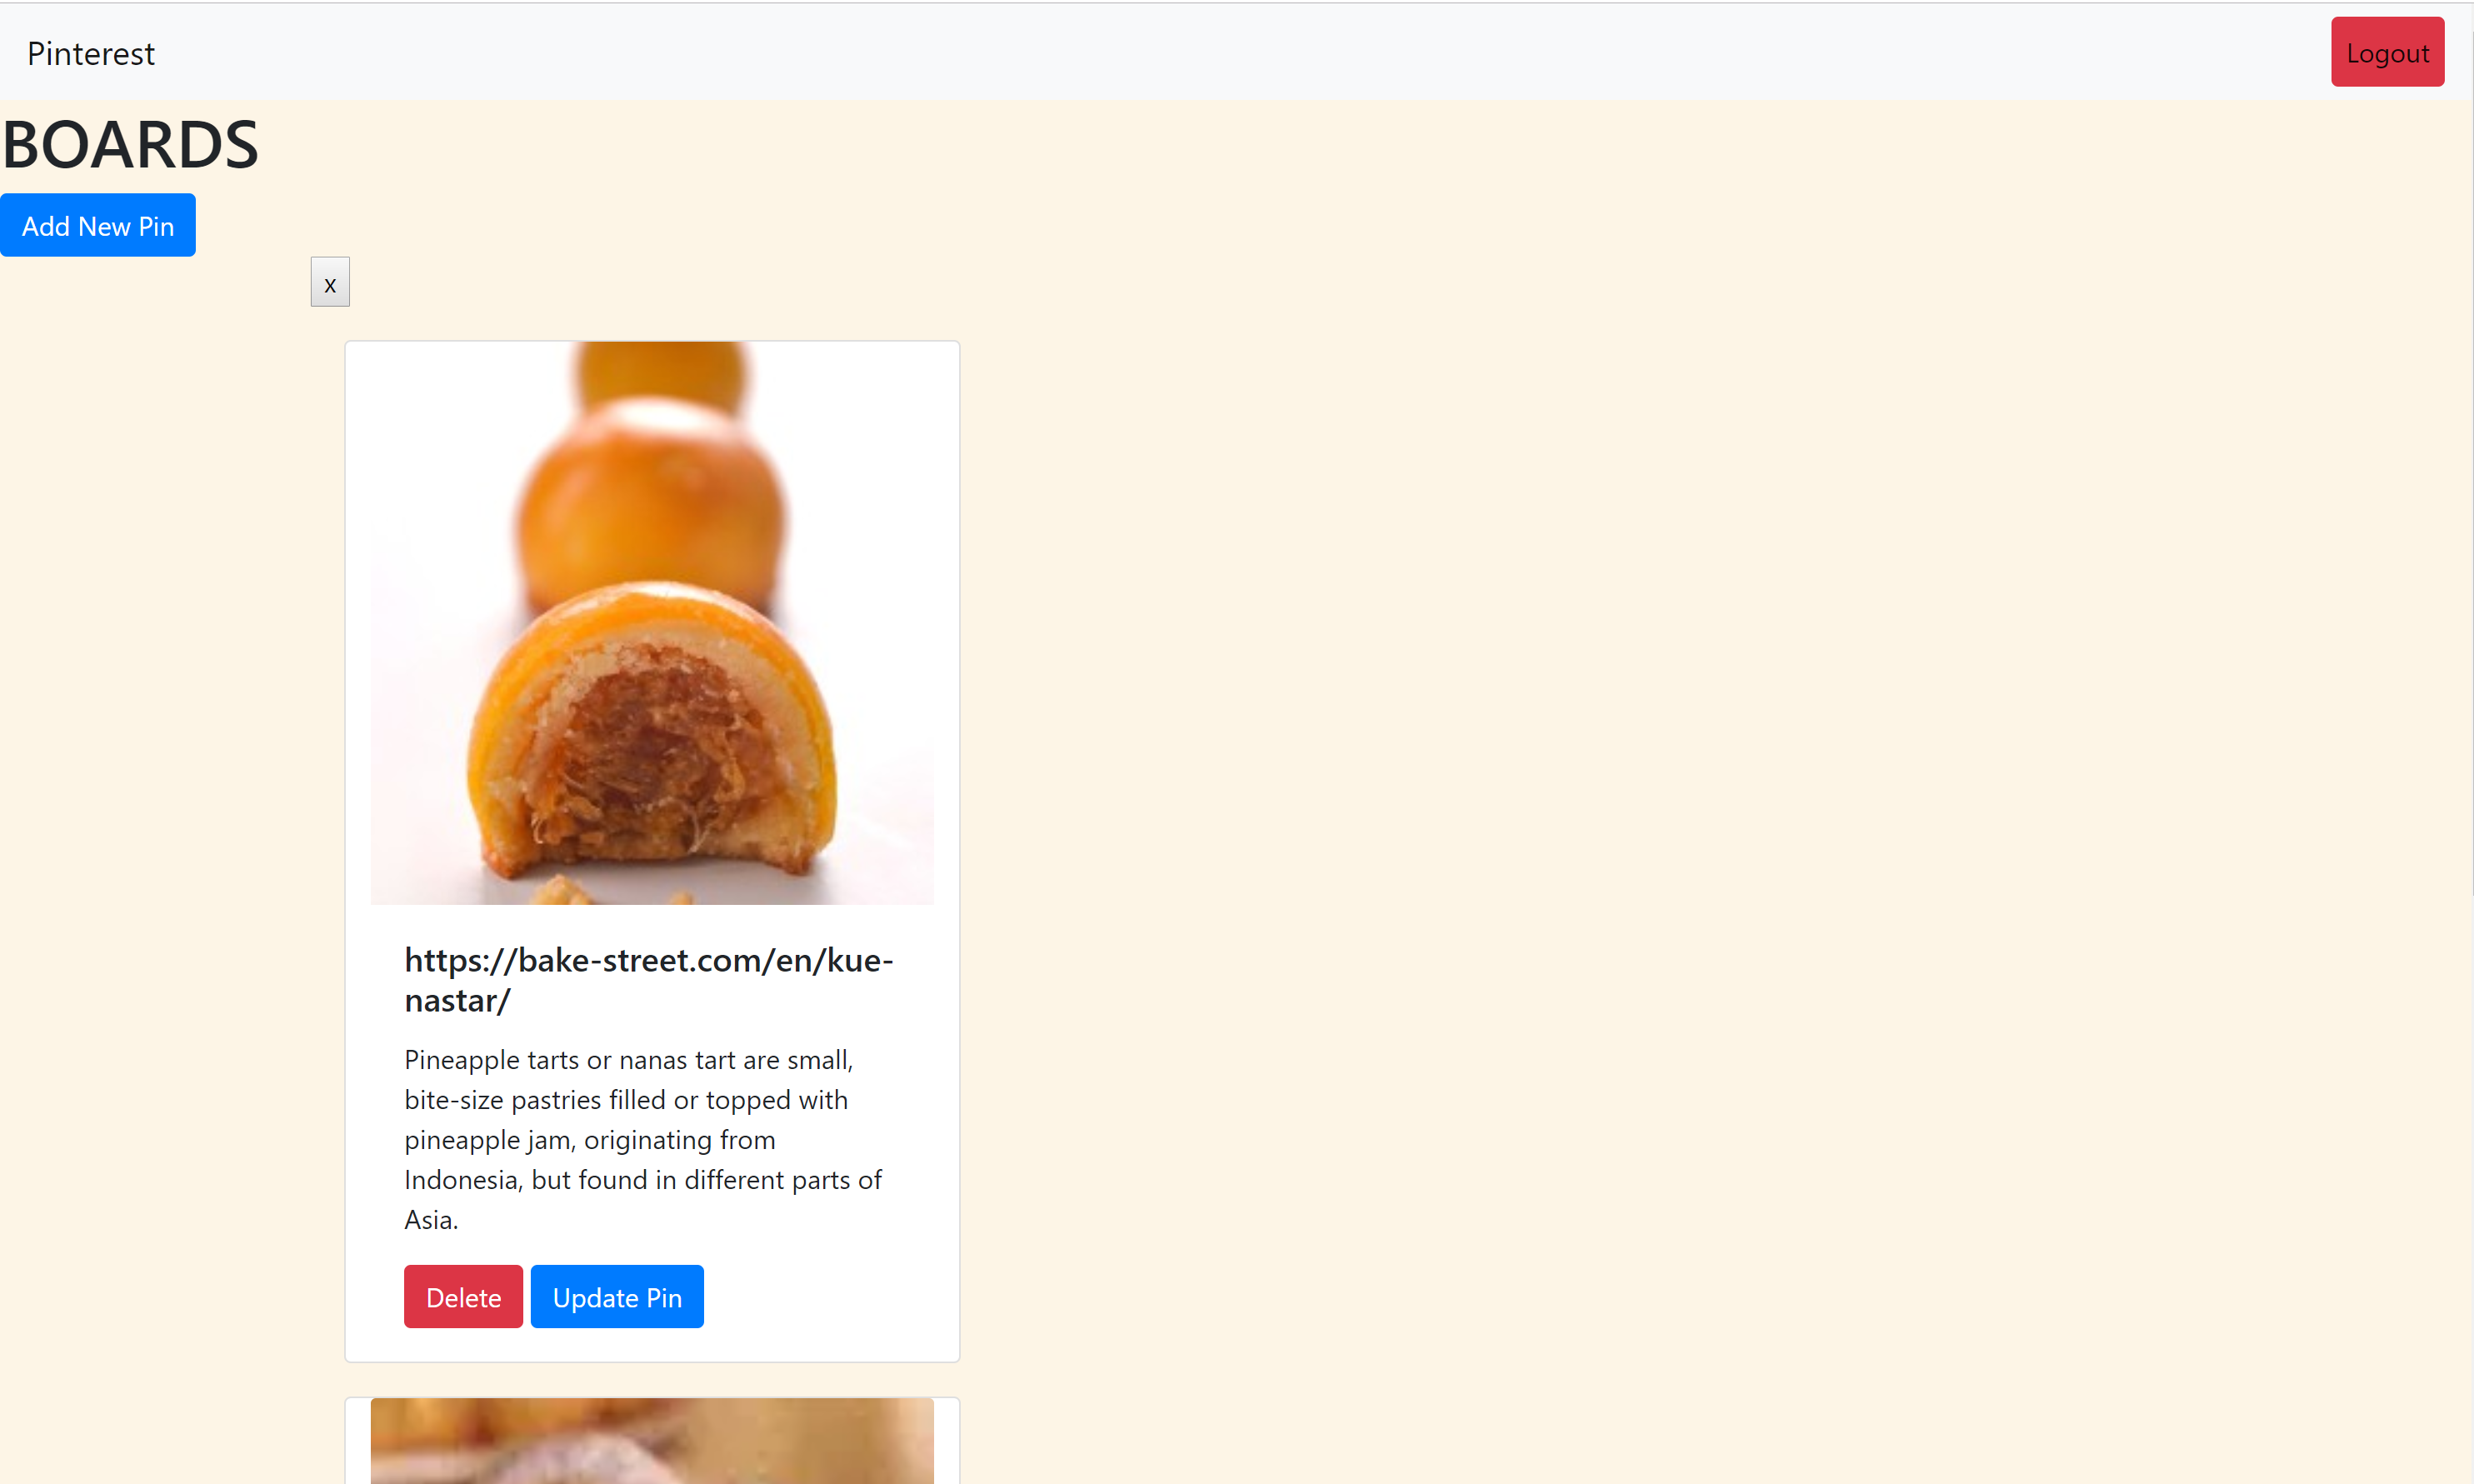 Pinterest
Logout
BOARDS
Add New Pin
x
https://bake-street.com/en/kue-
nastar/
Pineapple tarts or nanas tart are small,
bite-size pastries filled or topped with
pineapple jam, originating from
Indonesia, but found in different parts of
Asia.
Delete
Update Pin